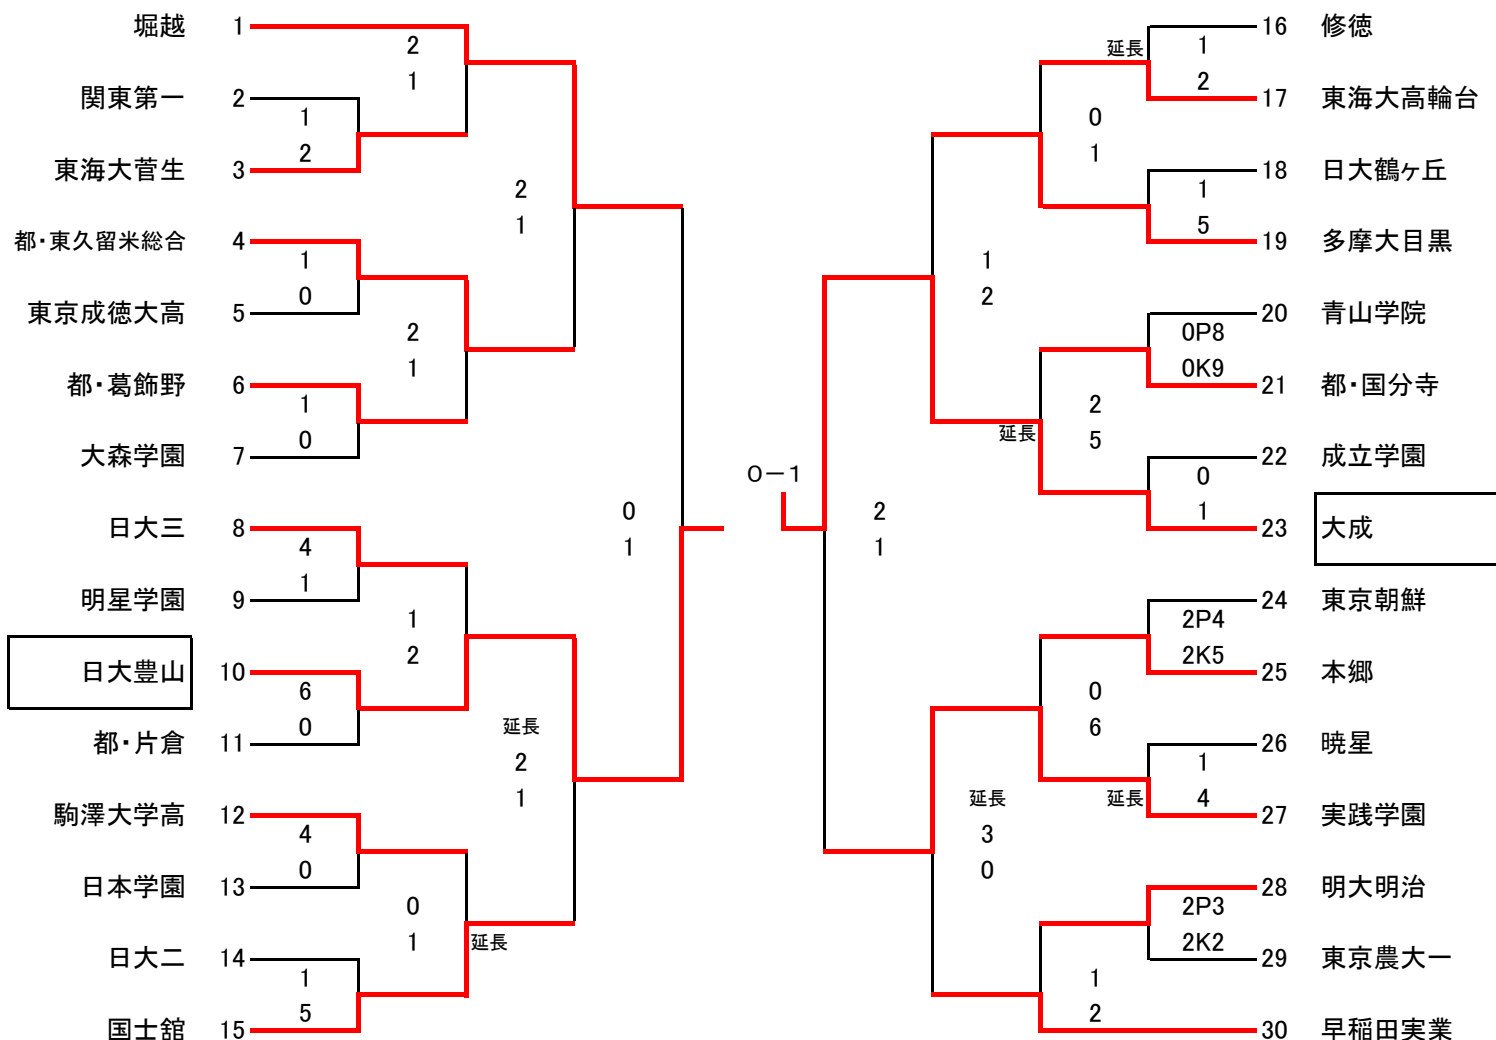 堀越 1
2
1
関東第一 2
1
2
東海大菅生 3
2
1
都・東久留米総合 4
1
0
東京成徳大高 5
2
1
都・葛飾野 6
1
0
大森学園 7
日大三 8
4
1
明星学園 9
1
2
日大豊山 10
6
0
都・片倉 11
延長
2
1
駒澤大学高 12
4
0
日本学園 13
0
1
延長
日大二 14
1
5
国士舘 15
0
1
0－1
16 修徳
延長
1
2
17 東海大高輪台
0
1
18 日大鶴ヶ丘
1
5
19 多摩大目黒
1
2
20 青山学院
0P8
0K9
21 都・国分寺
2
5
延長
22 成立学園
0
1
23 大成
2
1
24 東京朝鮮
2P4
2K5
25 本郷
0
6
26 暁星
1
4
延長
27 実践学園
延長
3
0
28 明大明治
2P3
2K2
29 東京農大一
1
2
30 早稲田実業